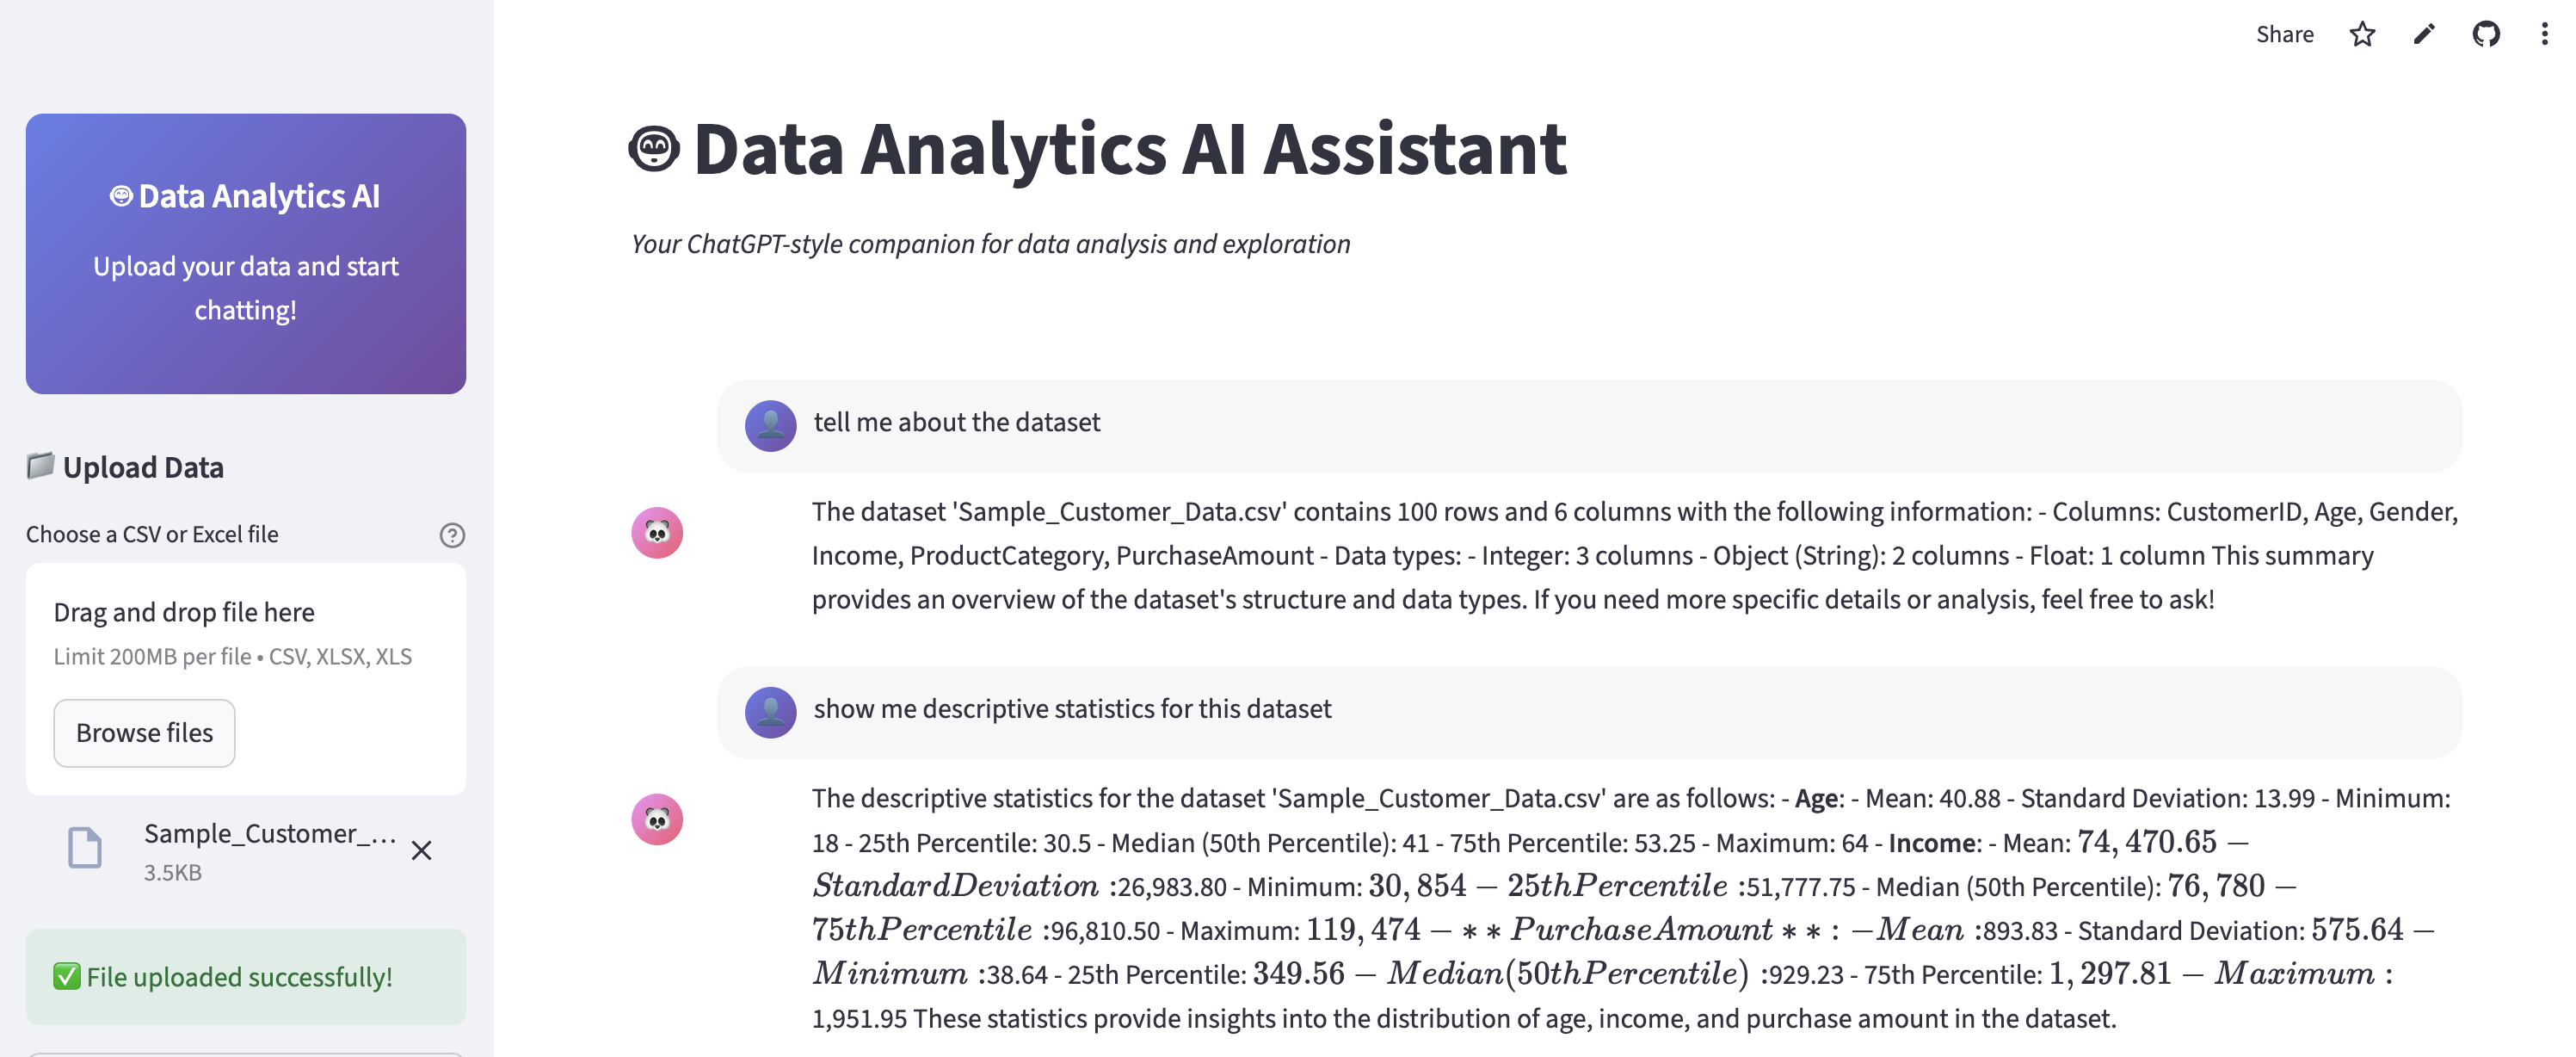 Share
Data Analytics AI
Upload your data and start
chatting!
Upload Data
Choose a CSV or Excel file
Drag and drop file here
Limit 200MB per file • CSV, XLSX, XLS
Browse files
Sample_Customer_...
3.5KB
File uploaded successfully!
Data Analytics AI Assistant
Your ChatGPT-style companion for data analysis and exploration
tell me about the dataset
The dataset 'Sample_Customer_Data.csv' contains 100 rows and 6 columns with the following information: - Columns: CustomerID, Age, Gender,
Income, ProductCategory, PurchaseAmount - Data types: - Integer: 3 columns - Object (String): 2 columns - Float: 1 column This summary
provides an overview of the dataset's structure and data types. If you need more specific details or analysis, feel free to ask!
show me descriptive statistics for this dataset
The descriptive statistics for the dataset 'Sample_Customer_Data.csv' are as follows: - Age: - Mean: 40.88 - Standard Deviation: 13.99 - Minimum:
18 - 25th Percentile: 30.5 - Median (50th Percentile): 41 - 75th Percentile: 53.25 - Maximum: 64 - Income: - Mean: 74, 470.65 −
StandardDeviation :26,983.80 - Minimum: 30, 854 − 25thPercentile :51,777.75 - Median (50th Percentile): 76, 780 −
75thPercentile :96,810.50 - Maximum: 119, 474 − ∗ ∗ PurchaseAmount ∗ ∗ : −Mean :893.83 - Standard Deviation: 575.64 −
Minimum :38.64 - 25th Percentile: 349.56 − Median(50thPercentile) :929.23 - 75th Percentile: 1, 297.81 − Maximum :
1,951.95 These statistics provide insights into the distribution of age, income, and purchase amount in the dataset.